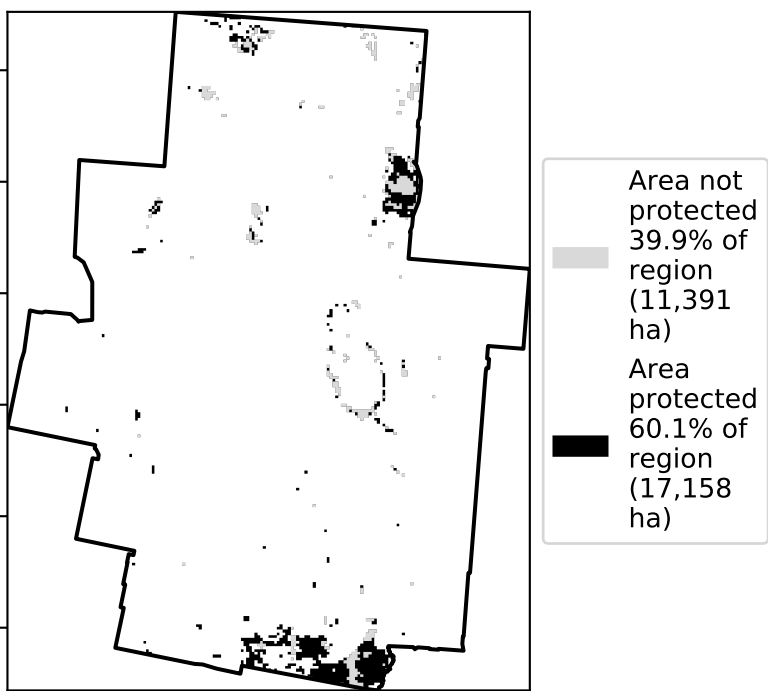 Area not
protected
39.9% of
region
(11,391
ha)
Area
protected
60.1% of
region
(17,158
ha)